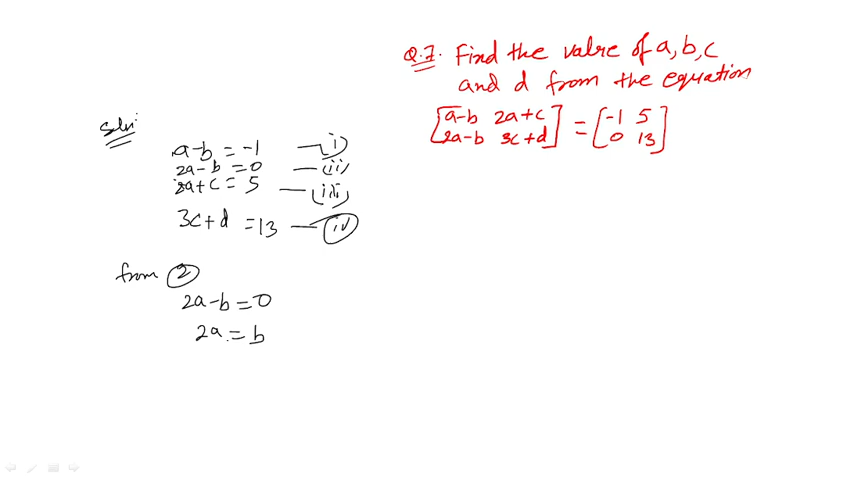 Q.7. Find the value of a, b, c
and d from the equation
[a-b 2a+c] = [-1 5]
[2a-b 3c+d] [0 13]
Soln:
a-b = -1 — (i)
2a-b = 0 — (ii)
2a+c = 5 — (iii)
3c+d = 13 — (iv)
from (2)
2a-b = 0
2a = b